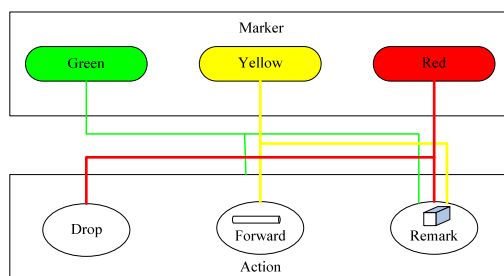 Marker
Green
Yellow
Red
Drop
Forward
Remark
Action